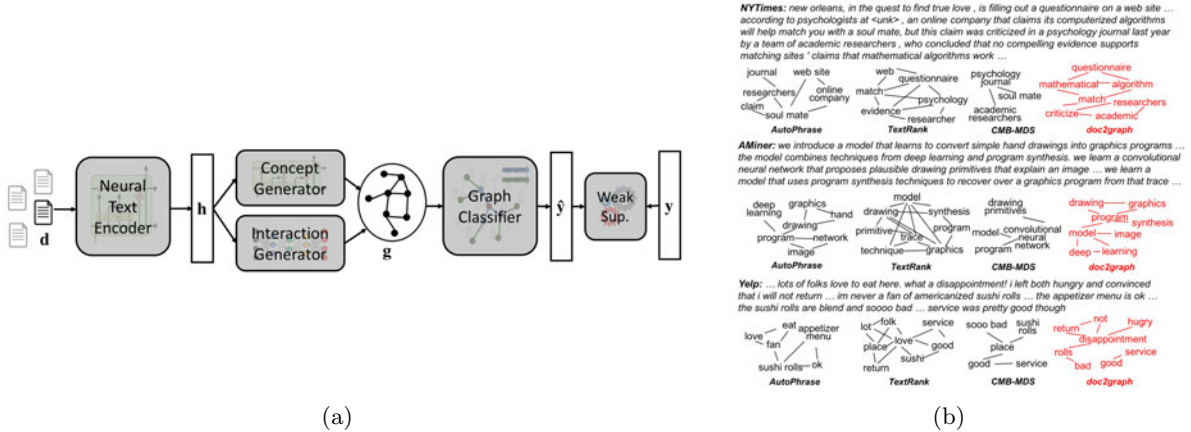 d
Neural
Text
Encoder
h
Concept
Generator
Interaction
Generator
g
Graph
Classifier
ŷ
Weak
Sup.
y
(a)
NYTimes: new orleans, in the quest to find true love , is filling out a questionnaire on a web site ...
according to psychologists at <unk> , an online company that claims its computerized algorithms
will help match you with a soul mate, but this claim was criticized in a psychology journal last year
by a team of academic researchers , who concluded that no compelling evidence supports
matching sites ' claims that mathematical algorithms work ...
journal web site
researchers online
company
claim
soul mate
AutoPhrase
web
questionnaire
match
psychology
evidence
researcher
TextRank
psychology
journal
soul mate
academic
researchers
CMB-MDS
questionnaire
mathematical algorithm
match researchers
criticize academic
doc2graph
AMiner: we introduce a model that learns to convert simple hand drawings into graphics programs ...
the model combines techniques from deep learning and program synthesis. we learn a convolutional
neural network that proposes plausible drawing primitives that explain an image ... we learn a
model that uses program synthesis techniques to recover over a graphics program from that trace ...
deep
learning
graphics
hand
drawing
program network
image
AutoPhrase
model
drawing synthesis
primitive program
trace
technique graphics
TextRank
drawing
primitives
model convolutional
neural
network
program
CMB-MDS
drawing graphics
program
synthesis
model image
deep learning
doc2graph
Yelp: ... lots of folks love to eat here. what a disappointment! i left both hungry and convinced
that i will not return ... im never a fan of americanized sushi rolls ... the appetizer menu is ok ...
the sushi rolls are blend and soooo bad ... service was pretty good though
eat appetizer
menu
love
fan
sushi rolls ok
AutoPhrase
folk
lot service
place love good
sushi
return
TextRank
sooo bad sushi
rolls
place
good service
CMB-MDS
not hugry
return
disappointment
rolls service
bad good
doc2graph
(b)